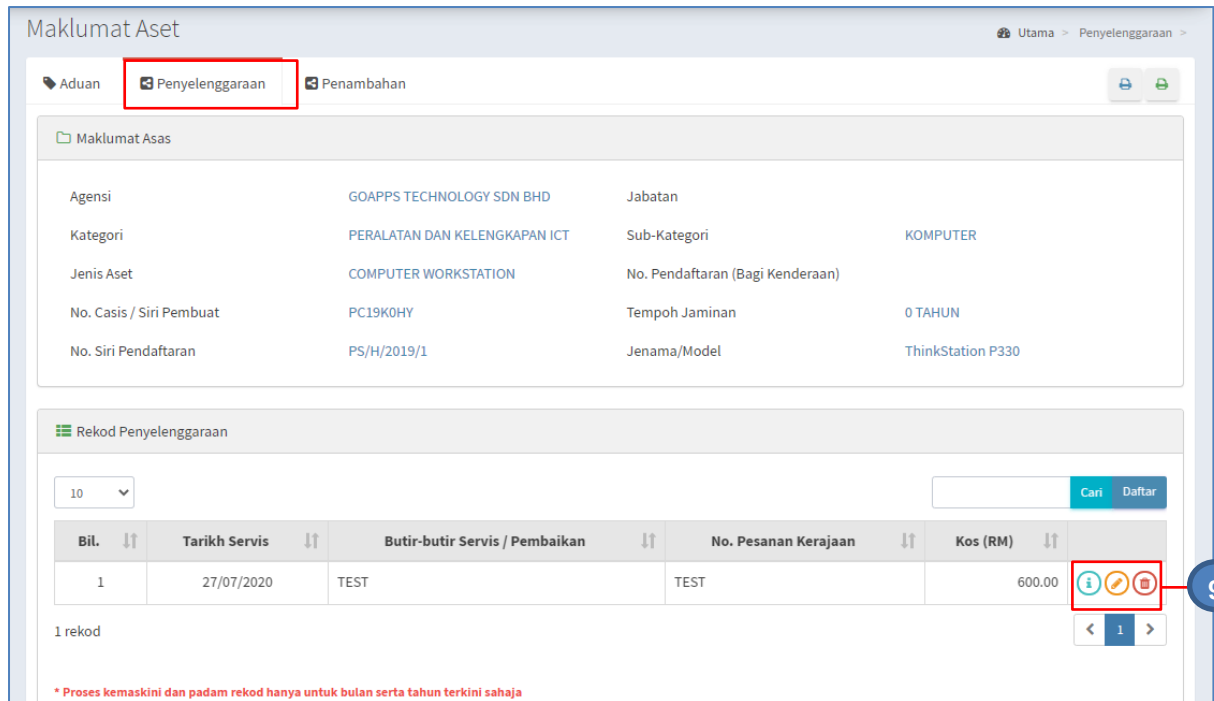 Maklumat Aset
Utama > Penyelenggaraan >
Aduan Penyelenggaraan Penambahan
Maklumat Asas
Agensi GOAPPS TECHNOLOGY SDN BHD Jabatan
Kategori PERALATAN DAN KELENGKAPAN ICT Sub-Kategori KOMPUTER
Jenis Aset COMPUTER WORKSTATION No. Pendaftaran (Bagi Kenderaan)
No. Casis / Siri Pembuat PC19K0HY Tempoh Jaminan 0 TAHUN
No. Siri Pendaftaran PS/H/2019/1 Jenama/Model ThinkStation P330
Rekod Penyelenggaraan
10 Cari Daftar
Bil. Tarikh Servis Butir-butir Servis / Pembaikan No. Pesanan Kerajaan Kos (RM)
1 27/07/2020 TEST TEST 600.00
9
1 rekod < 1 >
* Proses kemaskini dan padam rekod hanya untuk bulan serta tahun terkini sahaja